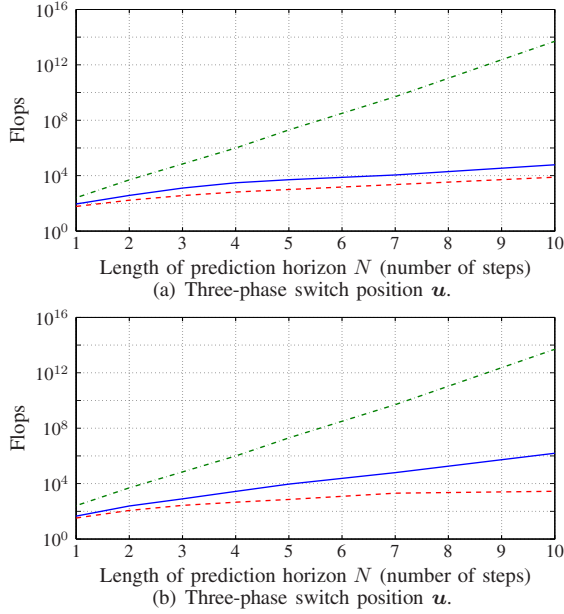 10^16
10^12
10^8
10^4
10^0
Flops
1 2 3 4 5 6 7 8 9 10
Length of prediction horizon N (number of steps)
(a) Three-phase switch position u.
10^16
10^12
10^8
10^4
10^0
Flops
1 2 3 4 5 6 7 8 9 10
Length of prediction horizon N (number of steps)
(b) Three-phase switch position u.